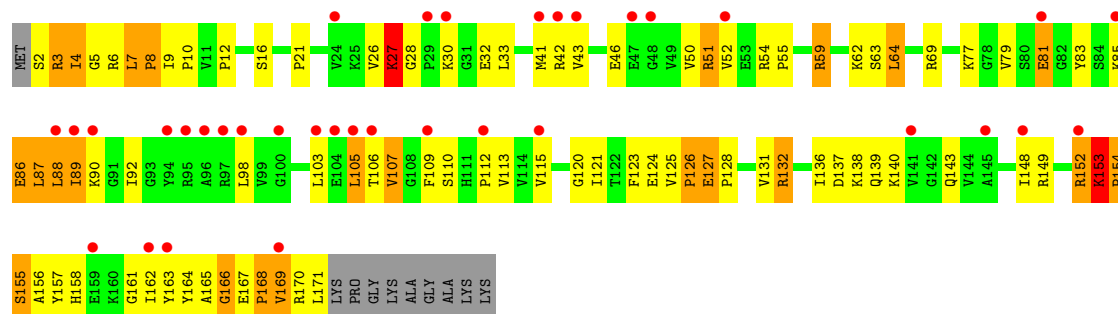 MET S2 R3 I4 G5 R6 L7 P8 I9 P10 V11 P12 S16 P21 V24 K25 V26 K27 G28 P29 K30 G31 E32 L33 M41 R42 V43 E46 E47 G48 V49 V50 R51 V52 E53 R54 P55 R59 K62 S63 L64 R69 K77 G78 V79 S80 E81 G82 Y83 S84 K85
E86 L87 L88 I89 K90 G91 I92 G93 Y94 R95 A96 R97 L98 V99 G100 L103 E104 L105 T106 V107 G108 F109 S110 H111 P112 V113 V114 V115 G120 I121 T122 F123 E124 V125 P126 E127 P128 V131 R132 I136 D137 K138 Q139 K140 V141 G142 Q143 V144 A145 I148 R149 R152 K153 P154
S155 A156 Y157 H158 E159 K160 G161 I162 Y163 Y164 A165 G166 E167 P168 V169 R170 L171 LYS PRO GLY LYS ALA GLY ALA LYS LYS